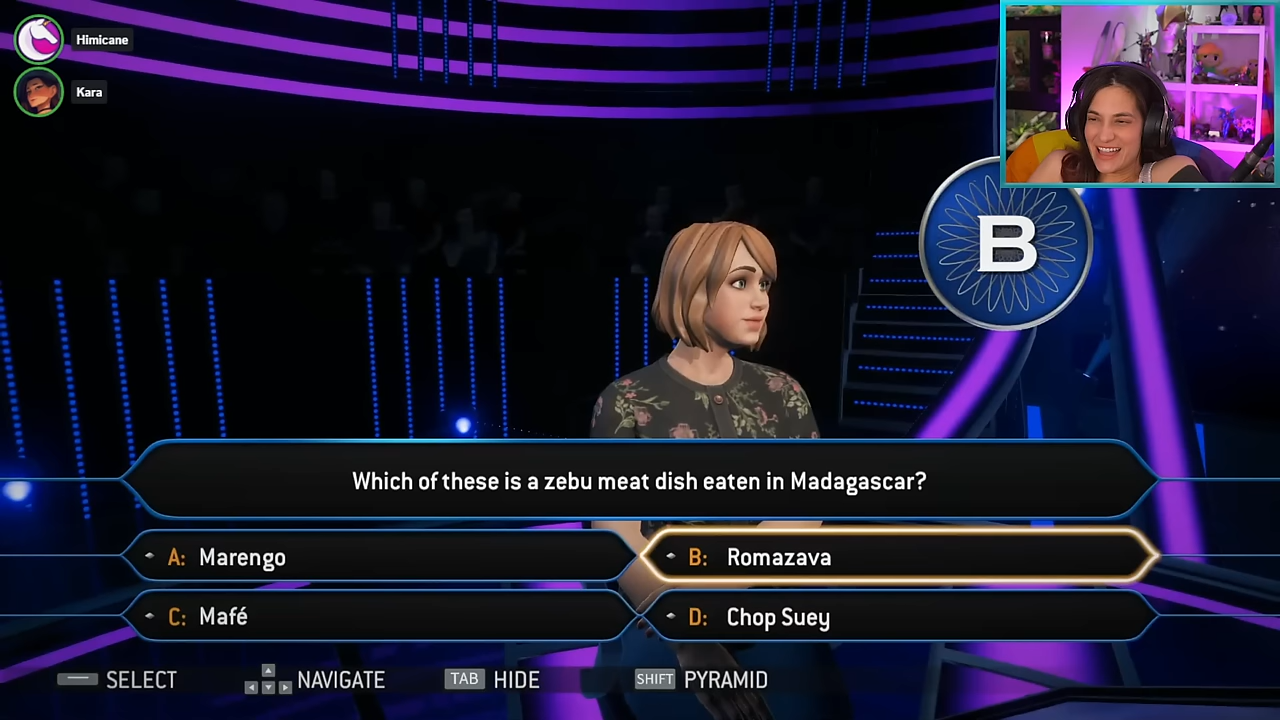 Himicane
Kara
B
Which of these is a zebu meat dish eaten in Madagascar?
A: Marengo
B: Romazava
C: Mafé
D: Chop Suey
SELECT
NAVIGATE
TAB HIDE
SHIFT PYRAMID